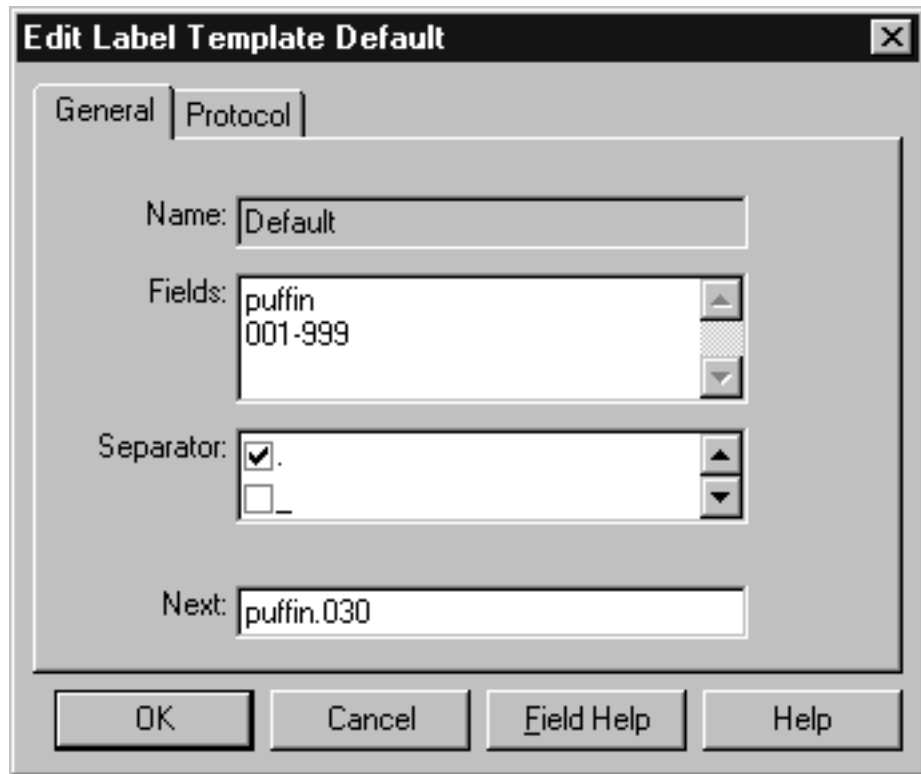 Edit Label Template Default
General Protocol
Name: Default
Fields: puffin
001-999
Separator: .
_
Next: puffin.030
OK Cancel Field Help Help